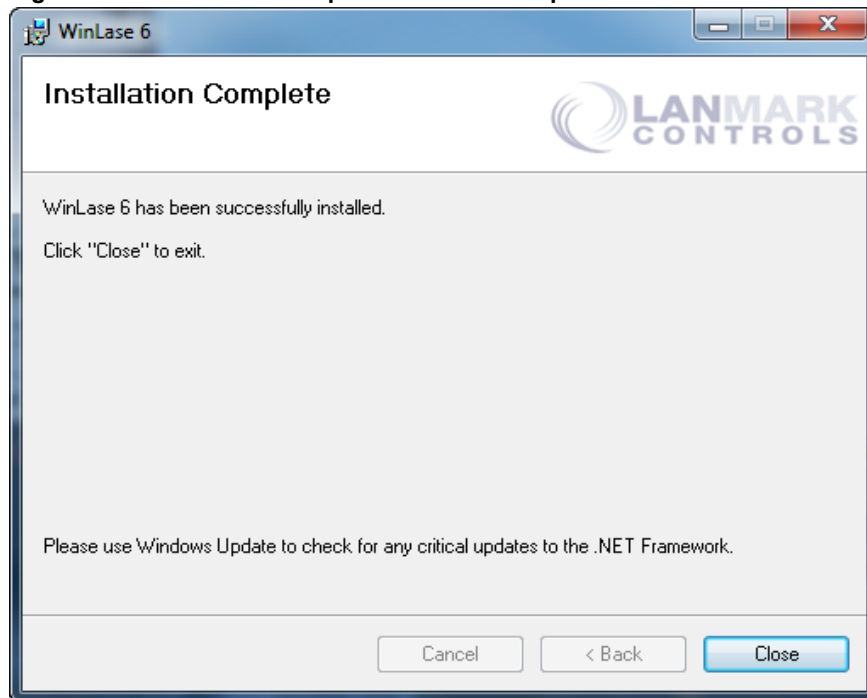 WinLase 6
Installation Complete
LANMARK
CONTROLS
WinLase 6 has been successfully installed.
Click "Close" to exit.
Please use Windows Update to check for any critical updates to the .NET Framework.
Cancel
< Back
Close